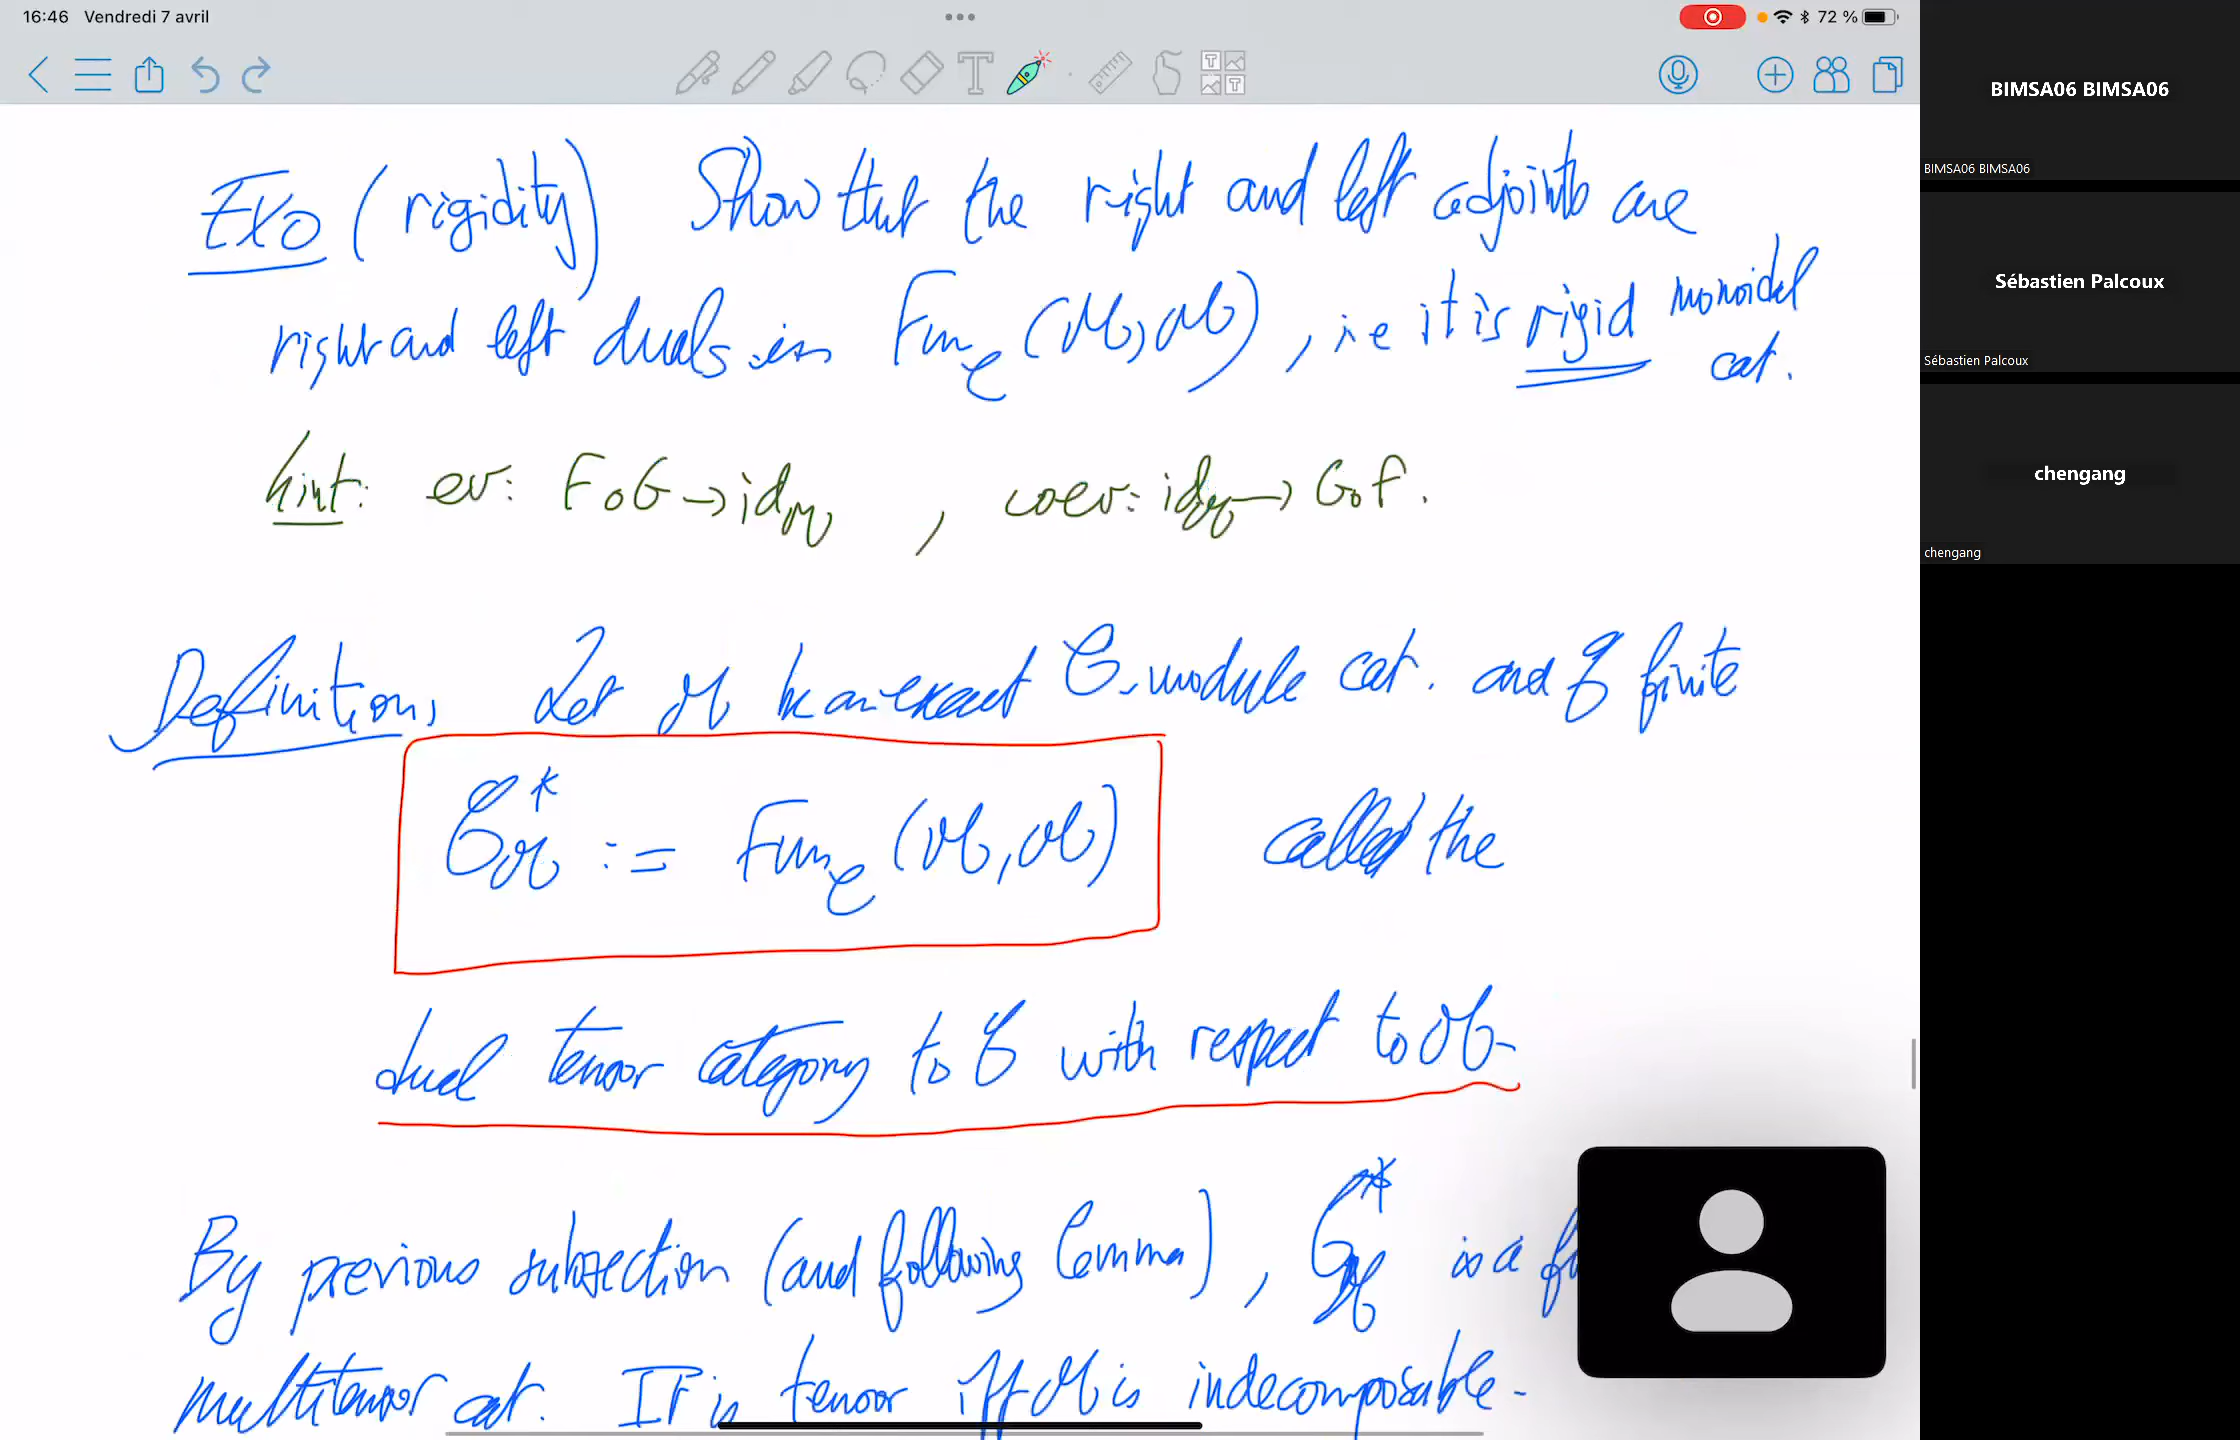 16:46 Vendredi 7 avril
72 %
EXO (rigidity) Show that the right and left adjoints are
right and left duals in Fun_C (M, M), i.e it is rigid monoidal
cat.
hint: ev: F∘G → id_M , coev: id_M → G∘F.
Definition, Let M be an exact C-module cat. and C finite
C*_M := Fun_C (M, M) called the
dual tensor category to C with respect to M
By previous subsection (and following Lemma), C*_M is a
multitensor cat. IT is tensor iff M is indecomposable.
BIMSA06 BIMSA06
BIMSA06 BIMSA06
Sébastien Palcoux
Sébastien Palcoux
chengang
chengang